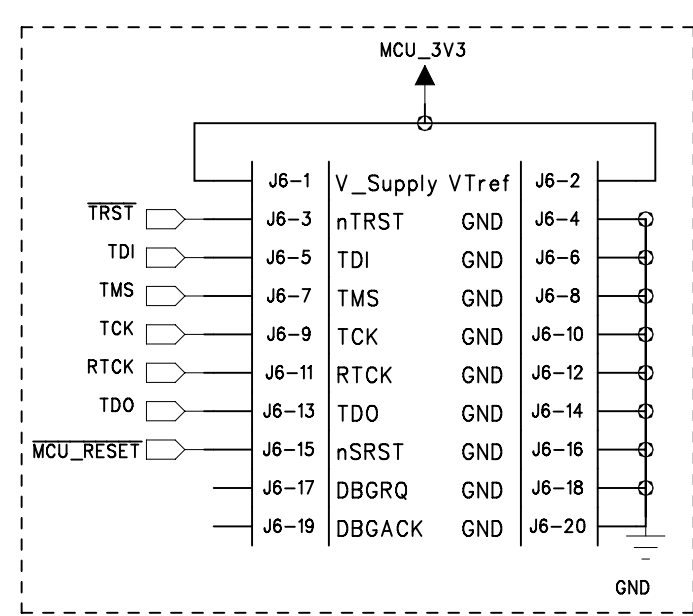 MCU_3V3
J6-1 V_Supply VTref J6-2
TRST J6-3 nTRST GND J6-4
TDI J6-5 TDI GND J6-6
TMS J6-7 TMS GND J6-8
TCK J6-9 TCK GND J6-10
RTCK J6-11 RTCK GND J6-12
TDO J6-13 TDO GND J6-14
MCU_RESET J6-15 nSRST GND J6-16
J6-17 DBGRQ GND J6-18
J6-19 DBGACK GND J6-20
GND